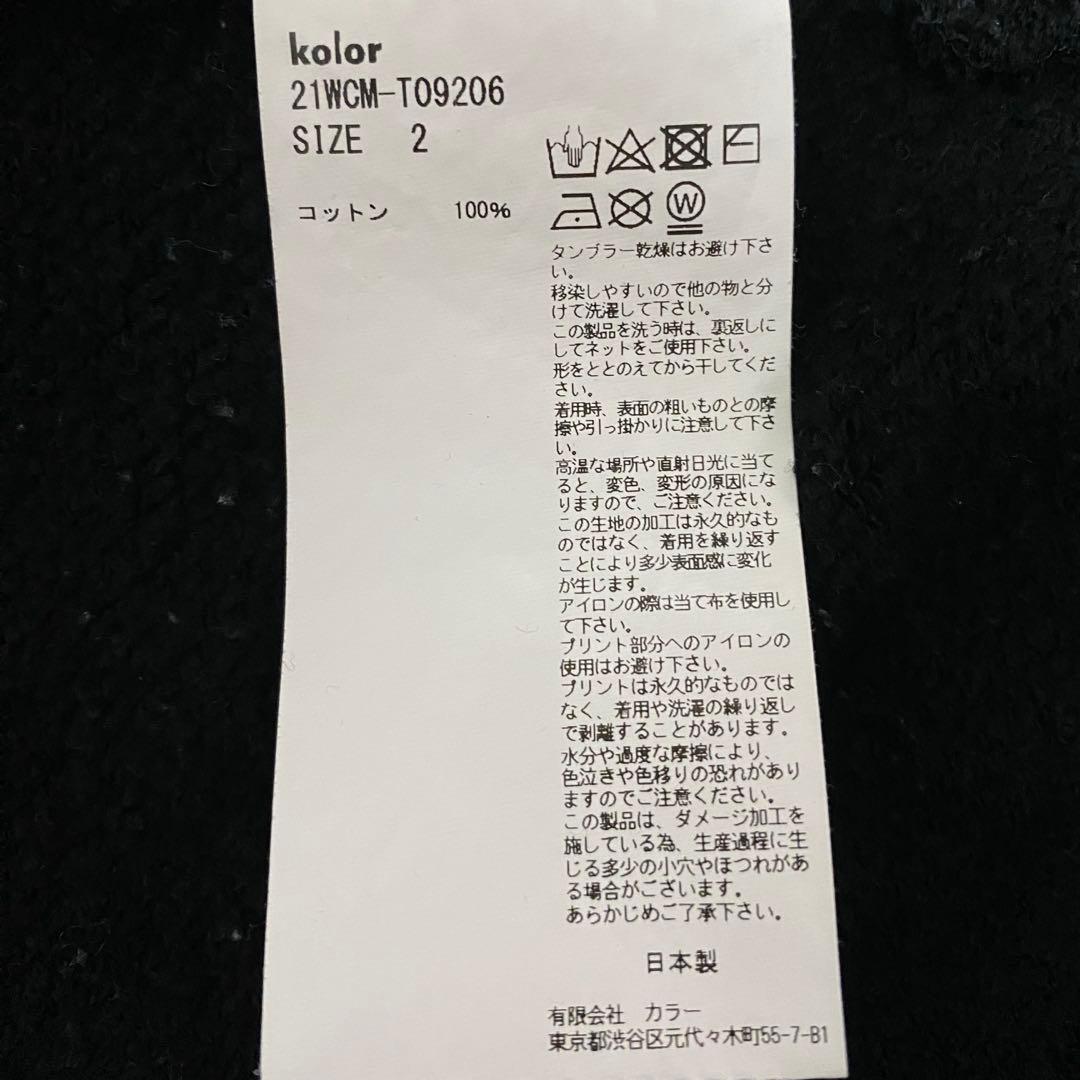 kolor
21WCM-T09206
SIZE 2
コットン 100%
W
タンブラー乾燥はお避け下さ
い。
移染しやすいので他の物と分
けて洗濯して下さい。
この製品を洗う時は、裏返しに
してネットをご使用下さい。
形をととのえてから干してくだ
さい。
着用時、表面の粗いものとの摩
擦や引っ掛かりに注意して下さ
い。
高温な場所や直射日光に当て
ると、変色、変形の原因にな
りますので、ご注意ください。
この生地の加工は永久的なも
のではなく、着用を繰り返す
ことにより多少表面感に変化
が生じます。
アイロンの際は当て布を使用し
て下さい。
プリント部分へのアイロンの
使用はお避け下さい。
プリントは永久的なものでは
なく、着用や洗濯の繰り返し
で剥離することがあります。
水分や過度な摩擦により、
色泣きや色移りの恐れがあり
ますのでご注意ください。
この製品は、ダメージ加工を
施している為、生産過程に生
じる多少の小穴やほつれがあ
る場合がございます。
あらかじめご了承下さい。
日本製
有限会社 カラー
東京都渋谷区元代々木町55-7-B1